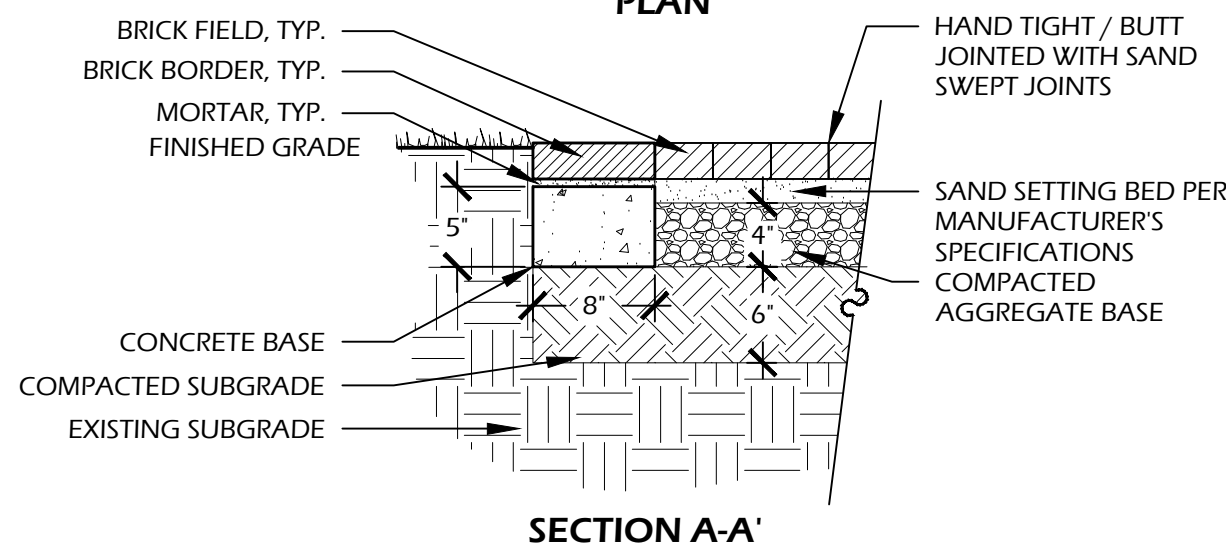 PLAN
BRICK FIELD, TYP.
BRICK BORDER, TYP.
MORTAR, TYP.
FINISHED GRADE
HAND TIGHT / BUTT
JOINTED WITH SAND
SWEPT JOINTS
SAND SETTING BED PER
MANUFACTURER'S
SPECIFICATIONS
COMPACTED
AGGREGATE BASE
5"
4"
8"
6"
CONCRETE BASE
COMPACTED SUBGRADE
EXISTING SUBGRADE
SECTION A-A'